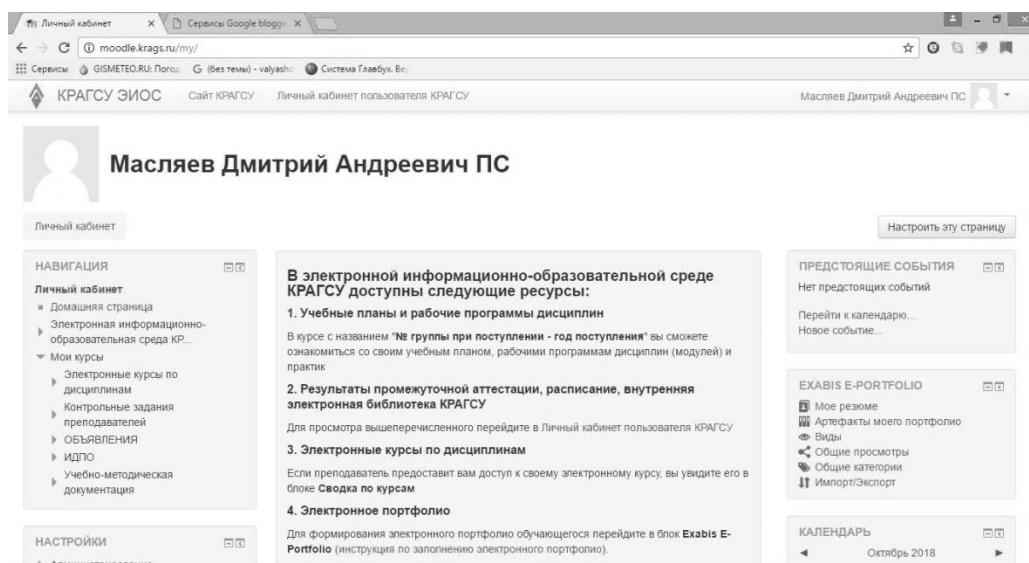 Личный кабинет
Сервисы Google blogge
moodle.krags.ru/my/
Сервисы
GISMETEO.RU: Погод
(без темы) - valyasho
Система Главбух. Ве
КРАГСУ ЭИОС
Сайт КРАГСУ
Личный кабинет пользователя КРАГСУ
Масляев Дмитрий Андреевич ПС
Масляев Дмитрий Андреевич ПС
Личный кабинет
Настроить эту страницу
НАВИГАЦИЯ
Личный кабинет
Домашняя страница
Электронная информационно-
образовательная среда КР...
Мои курсы
Электронные курсы по
дисциплинам
Контрольные задания
преподавателей
ОБЪЯВЛЕНИЯ
ИДПО
Учебно-методическая
документация
НАСТРОЙКИ
В электронной информационно-образовательной среде
КРАГСУ доступны следующие ресурсы:
1. Учебные планы и рабочие программы дисциплин
В курсе с названием "№ группы при поступлении - год поступления" вы сможете
ознакомиться со своим учебным планом, рабочими программам дисциплин (модулей) и
практик
2. Результаты промежуточной аттестации, расписание, внутренняя
электронная библиотека КРАГСУ
Для просмотра вышеперечисленного перейдите в Личный кабинет пользователя КРАГСУ
3. Электронные курсы по дисциплинам
Если преподаватель предоставит вам доступ к своему электронному курсу, вы увидите его в
блоке Сводка по курсам
4. Электронное портфолио
Для формирования электронного портфолио обучающегося перейдите в блок Exabis E-
Portfolio (инструкция по заполнению электронного портфолио).
ПРЕДСТОЯЩИЕ СОБЫТИЯ
Нет предстоящих событий
Перейти к календарю...
Новое событие...
EXABIS E-PORTFOLIO
Мое резюме
Артефакты моего портфолио
Виды
Общие просмотры
Общие категории
Импорт/Экспорт
КАЛЕНДАРЬ
Октябрь 2018